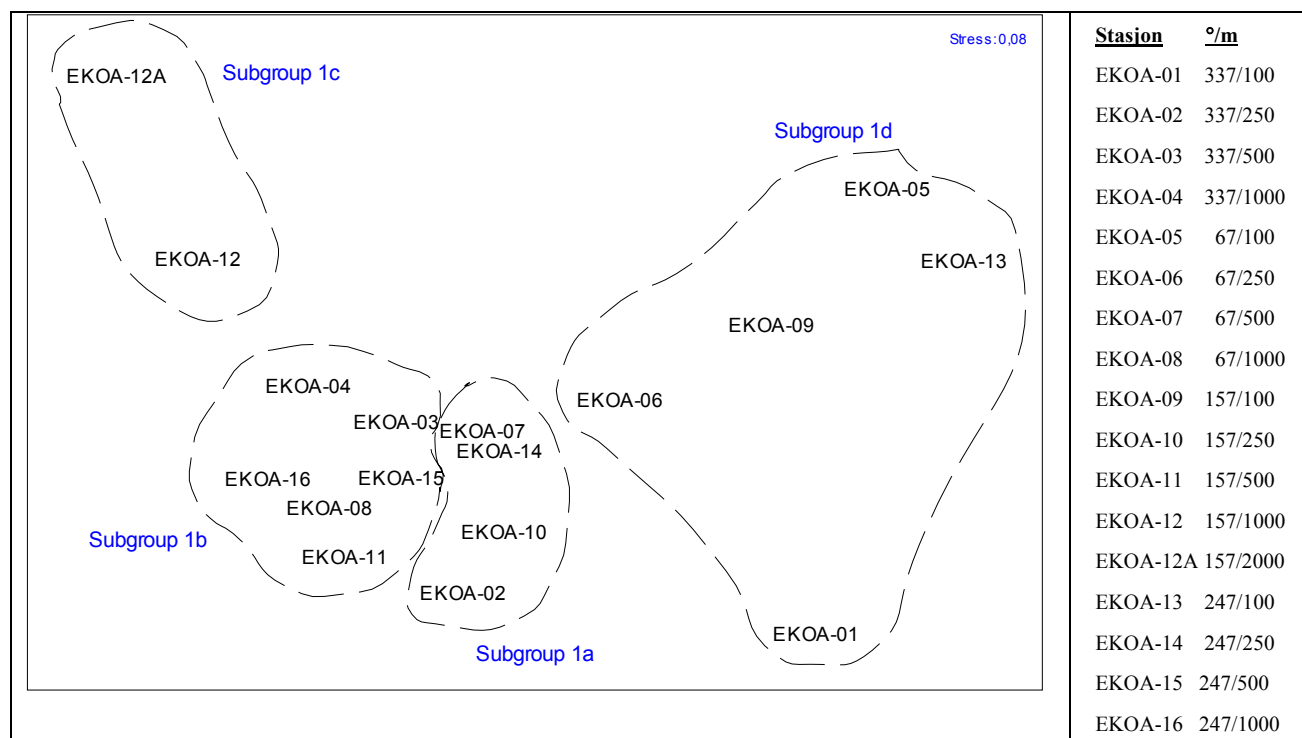 Stress: 0,08
EKOA-12A
Subgroup 1c
Subgroup 1d
EKOA-05
EKOA-12
EKOA-13
EKOA-09
EKOA-04
EKOA-06
EKOA-03
EKOA-07
EKOA-14
EKOA-16
EKOA-15
EKOA-08
EKOA-10
Subgroup 1b
EKOA-11
EKOA-02
EKOA-01
Subgroup 1a
Stasjon °/m
EKOA-01 337/100
EKOA-02 337/250
EKOA-03 337/500
EKOA-04 337/1000
EKOA-05 67/100
EKOA-06 67/250
EKOA-07 67/500
EKOA-08 67/1000
EKOA-09 157/100
EKOA-10 157/250
EKOA-11 157/500
EKOA-12 157/1000
EKOA-12A 157/2000
EKOA-13 247/100
EKOA-14 247/250
EKOA-15 247/500
EKOA-16 247/1000